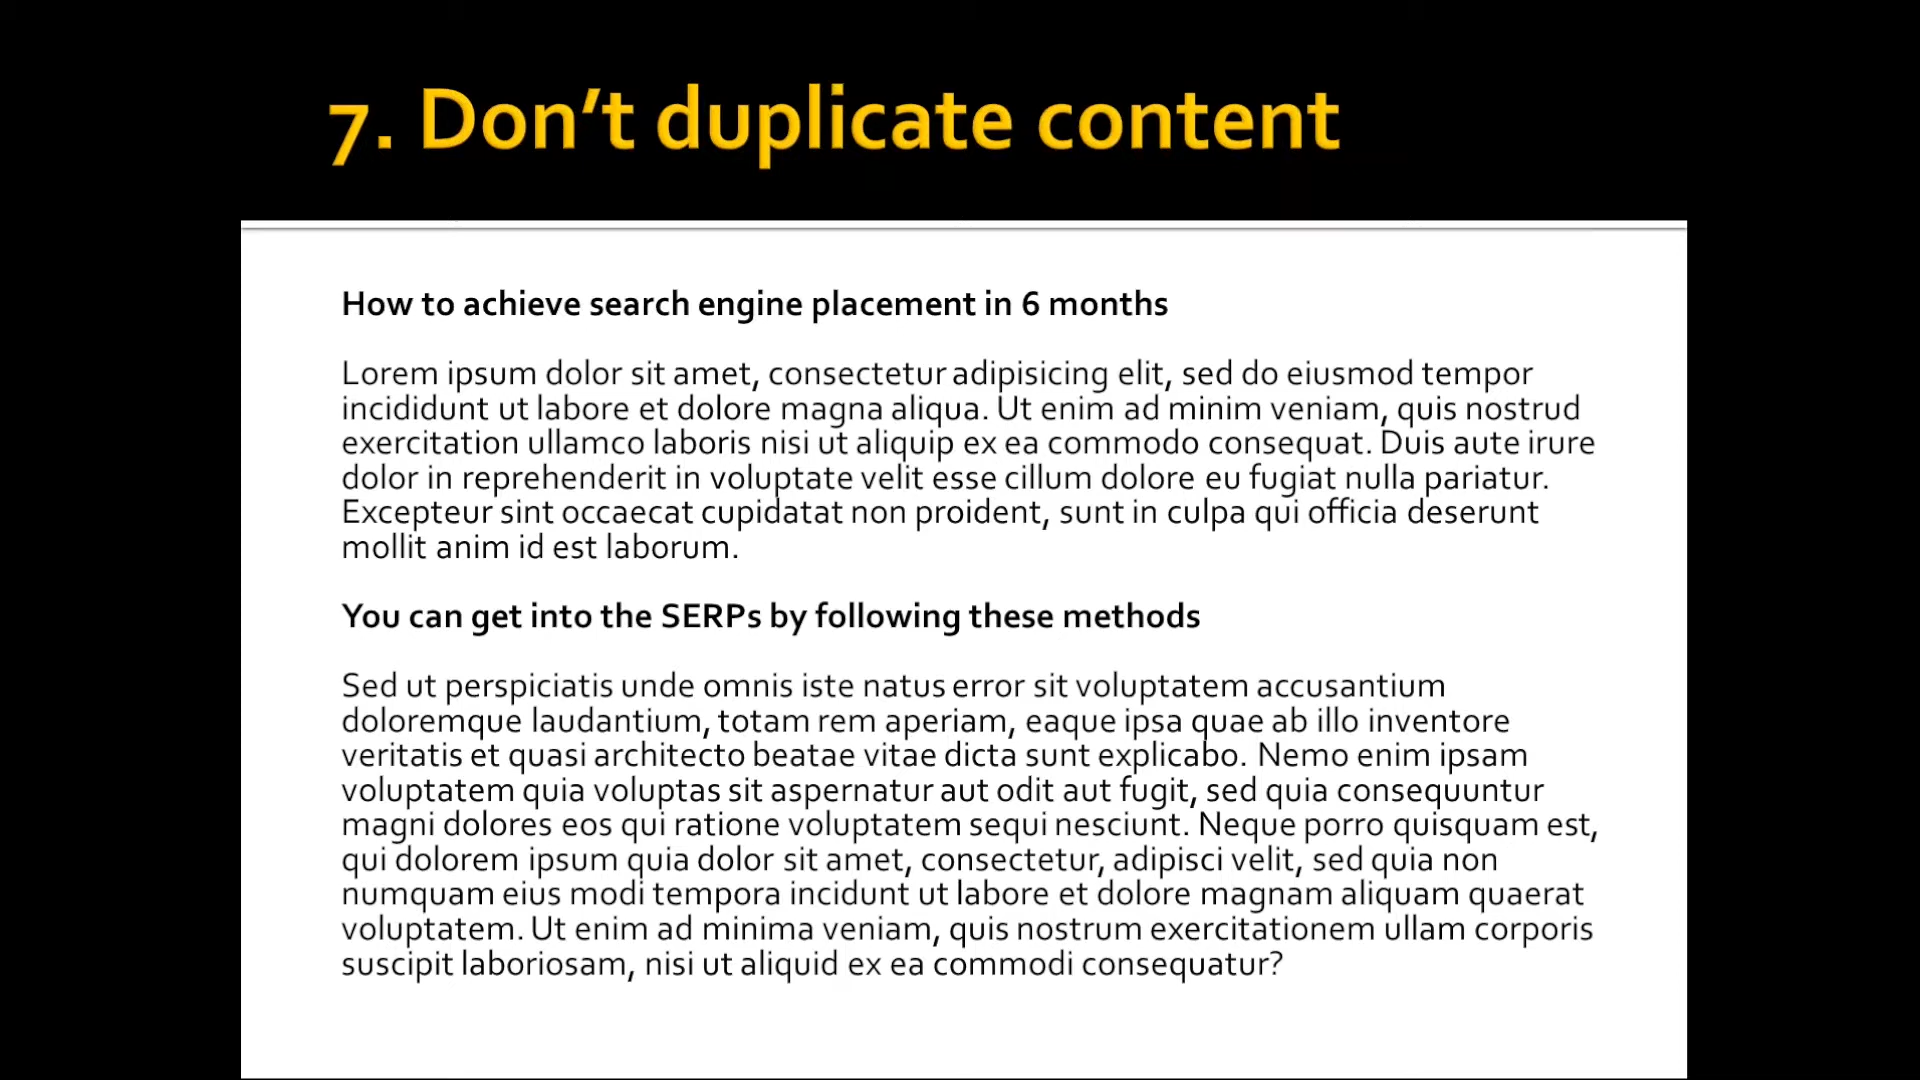 7. Don’t duplicate content
How to achieve search engine placement in 6 months
Lorem ipsum dolor sit amet, consectetur adipisicing elit, sed do eiusmod tempor
incididunt ut labore et dolore magna aliqua. Ut enim ad minim veniam, quis nostrud
exercitation ullamco laboris nisi ut aliquip ex ea commodo consequat. Duis aute irure
dolor in reprehenderit in voluptate velit esse cillum dolore eu fugiat nulla pariatur.
Excepteur sint occaecat cupidatat non proident, sunt in culpa qui officia deserunt
mollit anim id est laborum.
You can get into the SERPs by following these methods
Sed ut perspiciatis unde omnis iste natus error sit voluptatem accusantium
doloremque laudantium, totam rem aperiam, eaque ipsa quae ab illo inventore
veritatis et quasi architecto beatae vitae dicta sunt explicabo. Nemo enim ipsam
voluptatem quia voluptas sit aspernatur aut odit aut fugit, sed quia consequuntur
magni dolores eos qui ratione voluptatem sequi nesciunt. Neque porro quisquam est,
qui dolorem ipsum quia dolor sit amet, consectetur, adipisci velit, sed quia non
numquam eius modi tempora incidunt ut labore et dolore magnam aliquam quaerat
voluptatem. Ut enim ad minima veniam, quis nostrum exercitationem ullam corporis
suscipit laboriosam, nisi ut aliquid ex ea commodi consequatur?